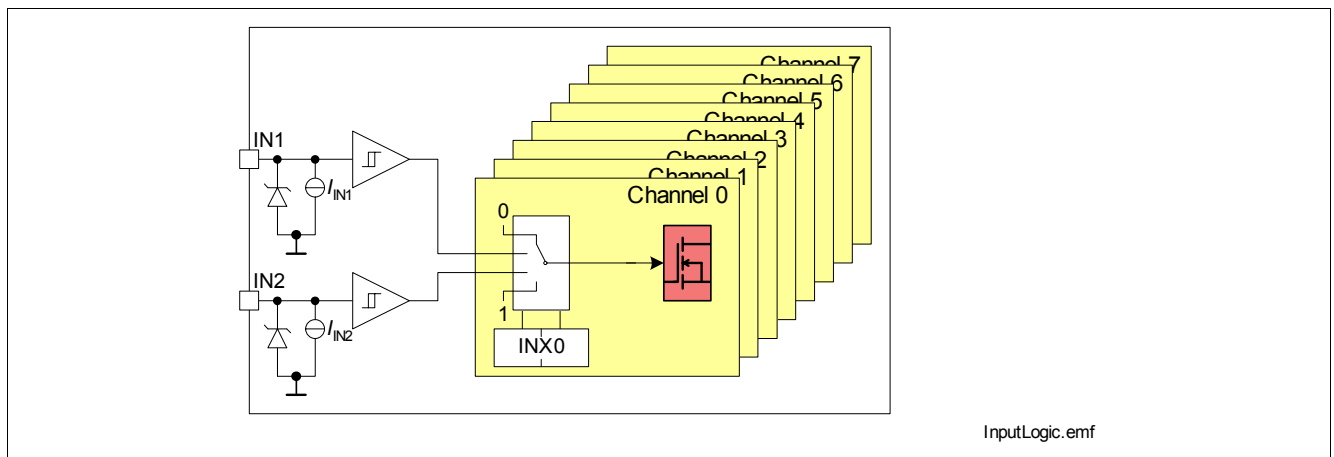 Channel 7
Channel 6
Channel 5
Channel 4
Channel 3
Channel 2
Channel 1
Channel 0
IN1
I IN1
0
IN2
I IN2
1
INX0
InputLogic.emf